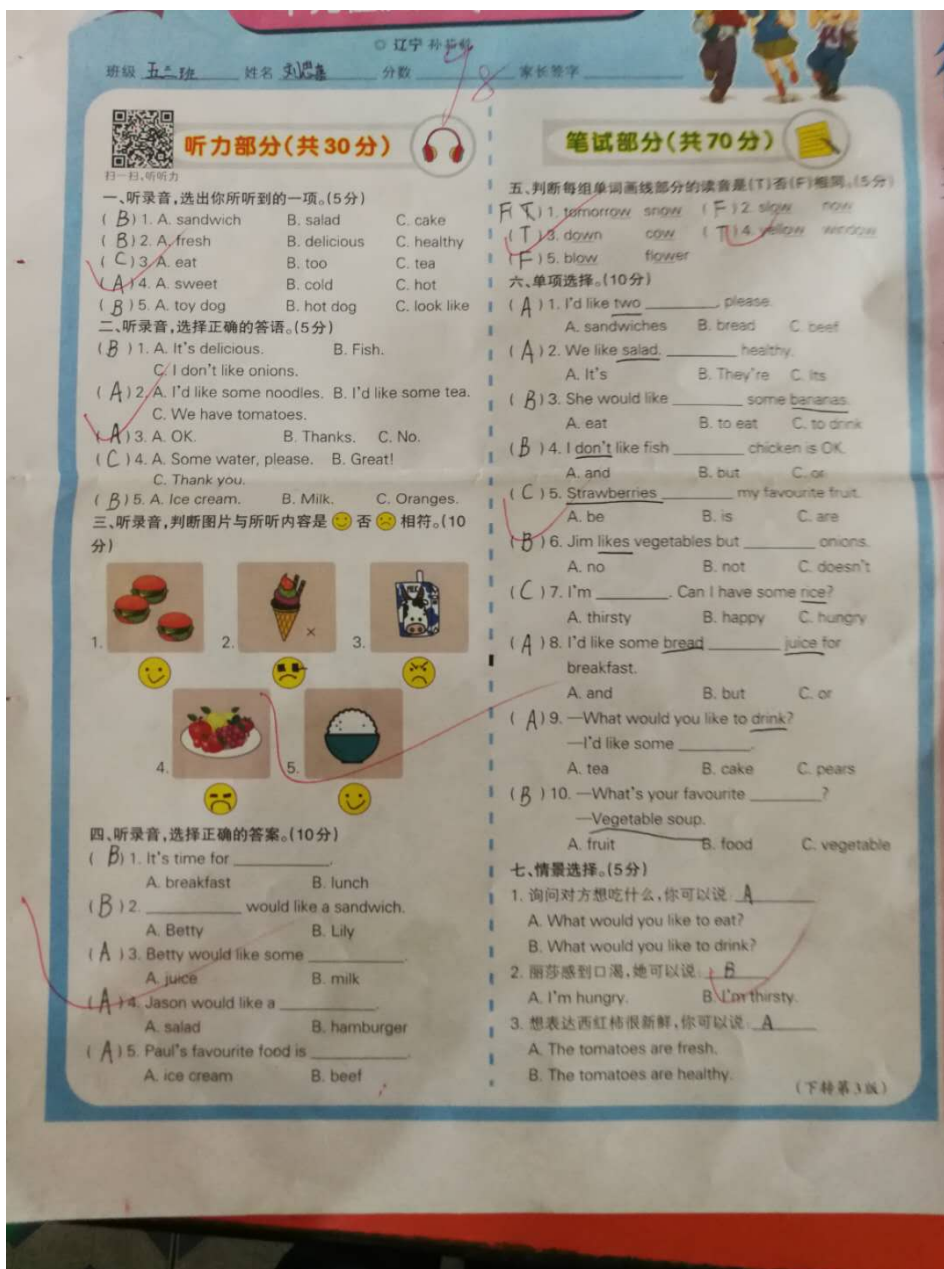 辽宁
班级 五二班 姓名 分数 98 家长签字
扫一扫,听听力
听力部分(共30分)
一、听录音,选出你所听到的一项。(5分)
( B ) 1. A. sandwich B. salad C. cake
( B ) 2. A. fresh B. delicious C. healthy
( C ) 3. A. eat B. too C. tea
( A ) 4. A. sweet B. cold C. hot
( B ) 5. A. toy dog B. hot dog C. look like
二、听录音,选择正确的答语。(5分)
( B ) 1. A. It's delicious. B. Fish.
C. I don't like onions.
( A ) 2. A. I'd like some noodles. B. I'd like some tea.
C. We have tomatoes.
( A ) 3. A. OK. B. Thanks. C. No.
( C ) 4. A. Some water, please. B. Great!
C. Thank you.
( B ) 5. A. Ice cream. B. Milk. C. Oranges.
三、听录音,判断图片与所听内容是 否 相符。(10
分)
1. 2. × 3.
4. 5.
四、听录音,选择正确的答案。(10分)
( B ) 1. It's time for ________.
A. breakfast B. lunch
( B ) 2. ________ would like a sandwich.
A. Betty B. Lily
( A ) 3. Betty would like some ________.
A. juice B. milk
( A ) 4. Jason would like a ________.
A. salad B. hamburger
( A ) 5. Paul's favourite food is ________.
A. ice cream B. beef
笔试部分(共70分)
五、判断每组单词画线部分的读音是(T)否(F)相同。(5分)
F ( T ) 1. tomorrow snow ( F ) 2. slow now
( T ) 3. down cow ( T ) 4. yellow window
( F ) 5. blow flower
六、单项选择。(10分)
( A ) 1. I'd like two ________, please.
A. sandwiches B. bread C. beef
( A ) 2. We like salad. ________ healthy.
A. It's B. They're C. Its
( B ) 3. She would like ________ some bananas.
A. eat B. to eat C. to drink
( B ) 4. I don't like fish ________ chicken is OK.
A. and B. but C. or
( C ) 5. Strawberries ________ my favourite fruit.
A. be B. is C. are
( B ) 6. Jim likes vegetables but ________ onions.
A. no B. not C. doesn't
( C ) 7. I'm ________. Can I have some rice?
A. thirsty B. happy C. hungry
( A ) 8. I'd like some bread ________ juice for
breakfast.
A. and B. but C. or
( A ) 9. —What would you like to drink?
—I'd like some ________.
A. tea B. cake C. pears
( B ) 10. —What's your favourite ________?
—Vegetable soup.
A. fruit B. food C. vegetable
七、情景选择。(5分)
1. 询问对方想吃什么,你可以说: A
A. What would you like to eat?
B. What would you like to drink?
2. 丽莎感到口渴,她可以说: B
A. I'm hungry. B. I'm thirsty.
3. 想表达西红柿很新鲜,你可以说: A
A. The tomatoes are fresh.
B. The tomatoes are healthy.
(下转第3版)